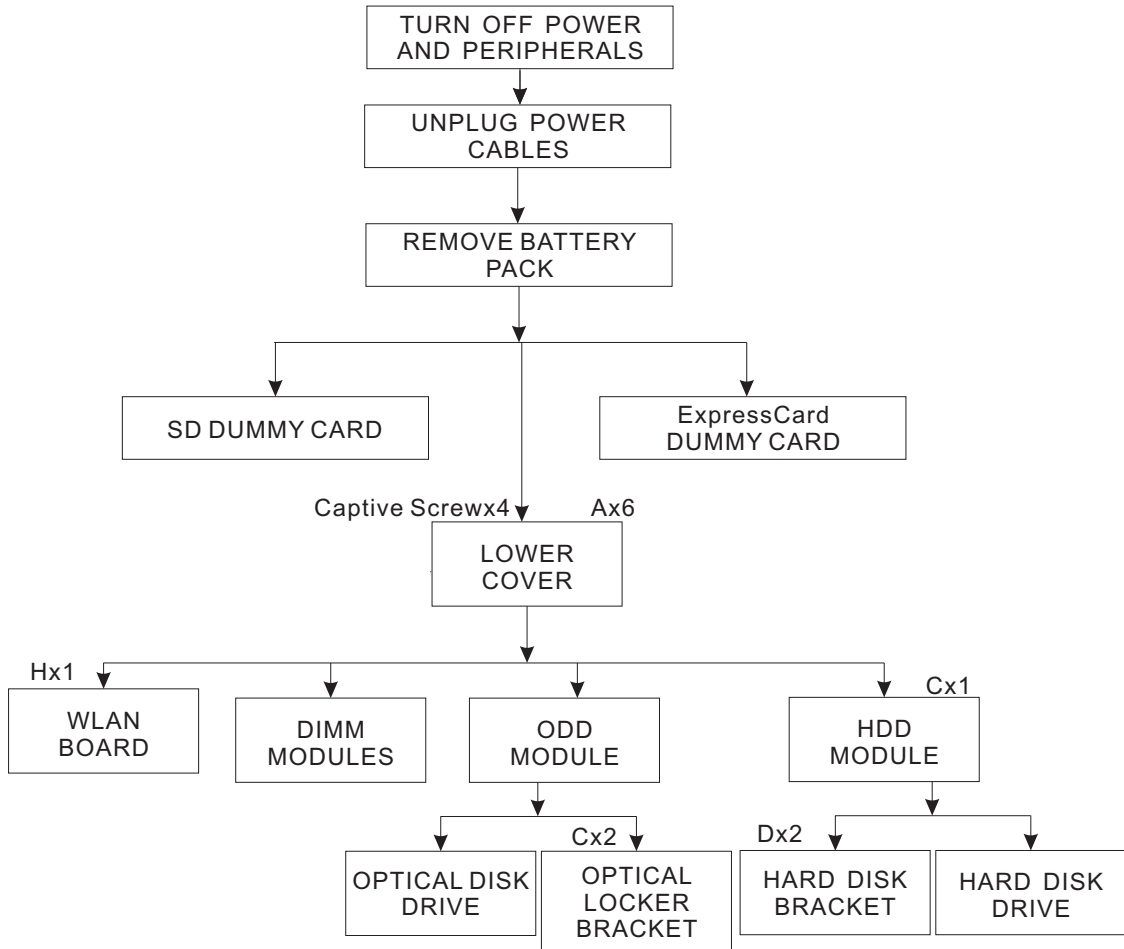 TURN OFF POWER
AND PERIPHERALS
UNPLUG POWER
CABLES
REMOVE BATTERY
PACK
SD DUMMY CARD
ExpressCard
DUMMY CARD
Captive Screwx4
Ax6
LOWER
COVER
Hx1
WLAN
BOARD
DIMM
MODULES
ODD
MODULE
Cx1
HDD
MODULE
OPTICAL DISK
DRIVE
Cx2
OPTICAL
LOCKER
BRACKET
Dx2
HARD DISK
BRACKET
HARD DISK
DRIVE